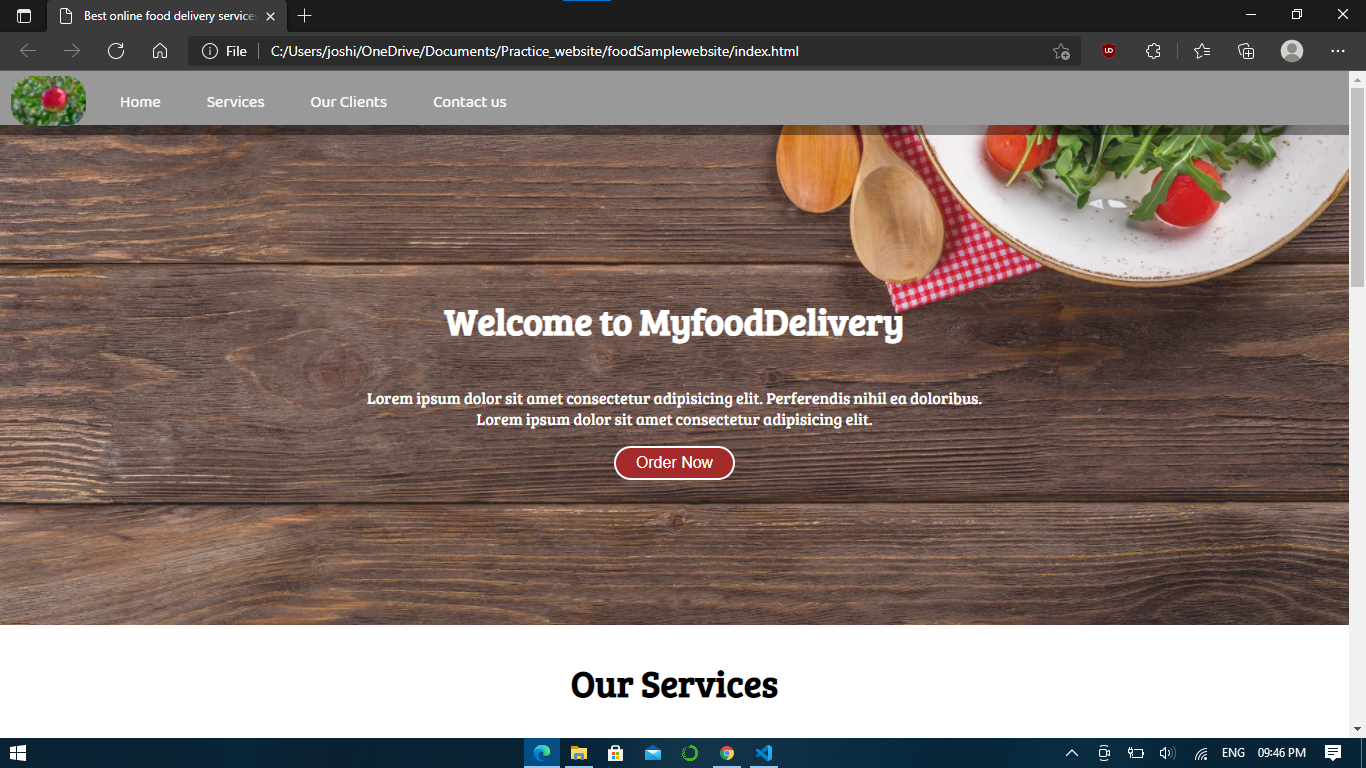 Best online food delivery service
File
C:/Users/joshi/OneDrive/Documents/Practice_website/foodSamplewebsite/index.html
Home Services Our Clients Contact us
Welcome to MyfoodDelivery
Lorem ipsum dolor sit amet consectetur adipisicing elit. Perferendis nihil ea doloribus.
Lorem ipsum dolor sit amet consectetur adipisicing elit.
Order Now
Our Services
ENG 09:46 PM